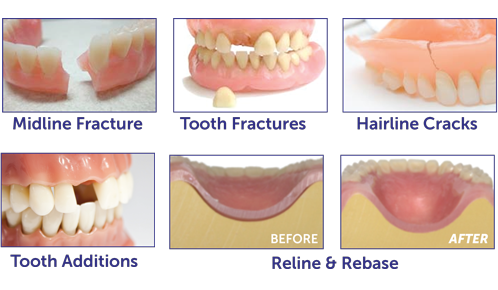 Midline Fracture
Tooth Fractures
Hairline Cracks
Tooth Additions
BEFORE
AFTER
Reline & Rebase